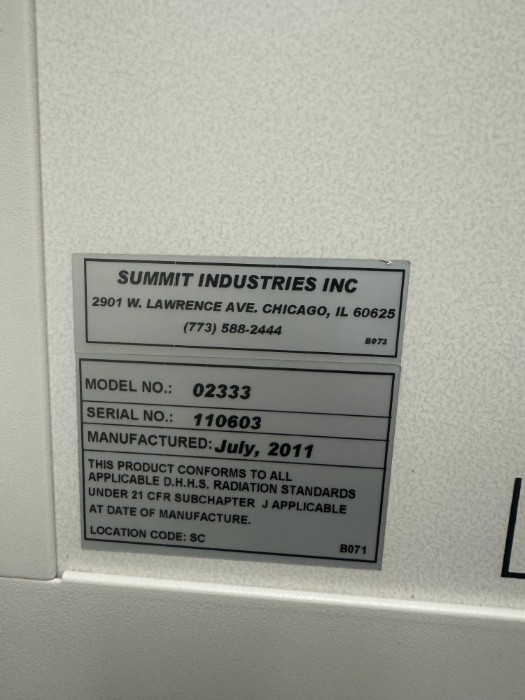 SUMMIT INDUSTRIES INC
2901 W. LAWRENCE AVE. CHICAGO, IL 60625
(773) 588-2444
B073
MODEL NO.: 02333
SERIAL NO.: 110603
MANUFACTURED: July, 2011
THIS PRODUCT CONFORMS TO ALL
APPLICABLE D.H.H.S. RADIATION STANDARDS
UNDER 21 CFR SUBCHAPTER J APPLICABLE
AT DATE OF MANUFACTURE.
LOCATION CODE: SC
B071